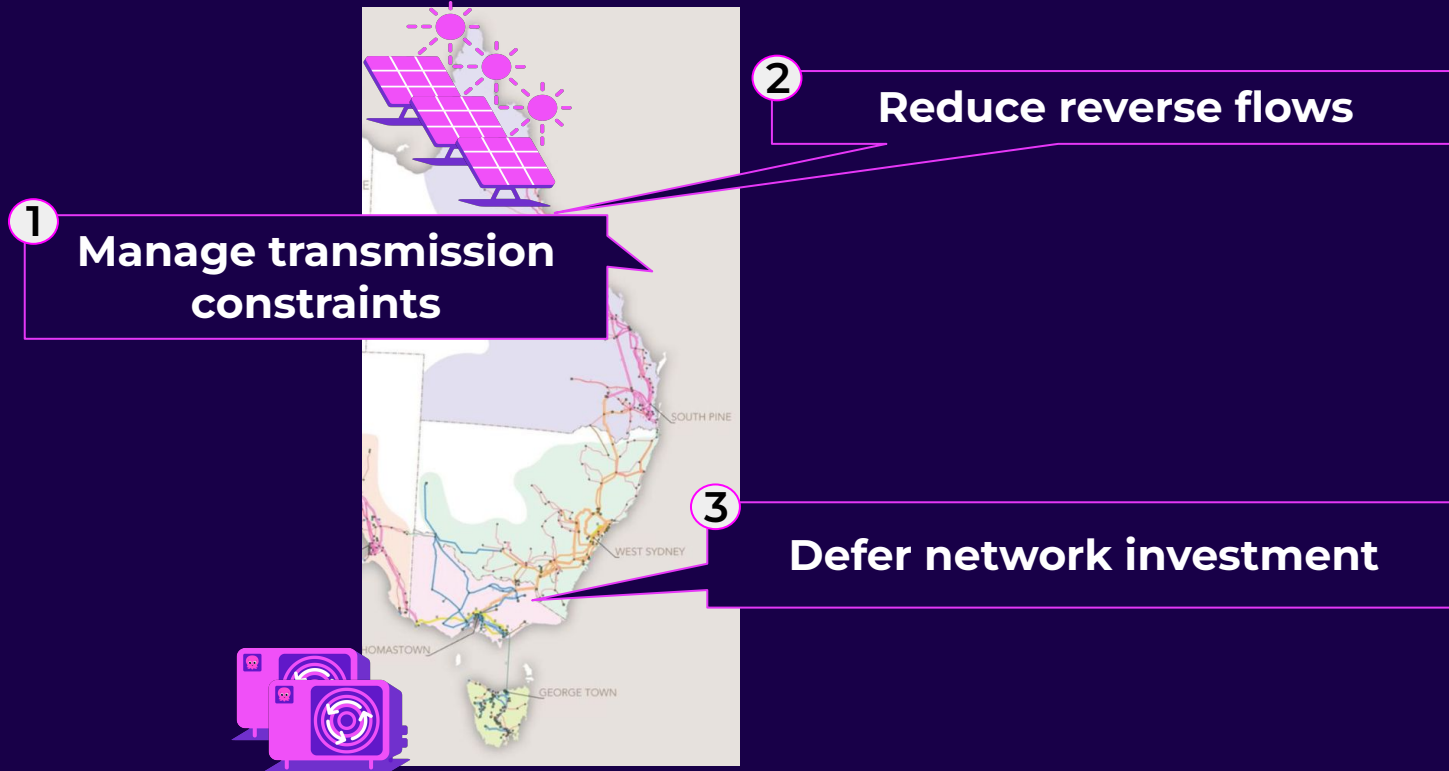 2
Reduce reverse flows
1
Manage transmission
constraints
SOUTH PINE
3
Defer network investment
WEST SYDNEY
HOMASTOWN
GEORGE TOWN